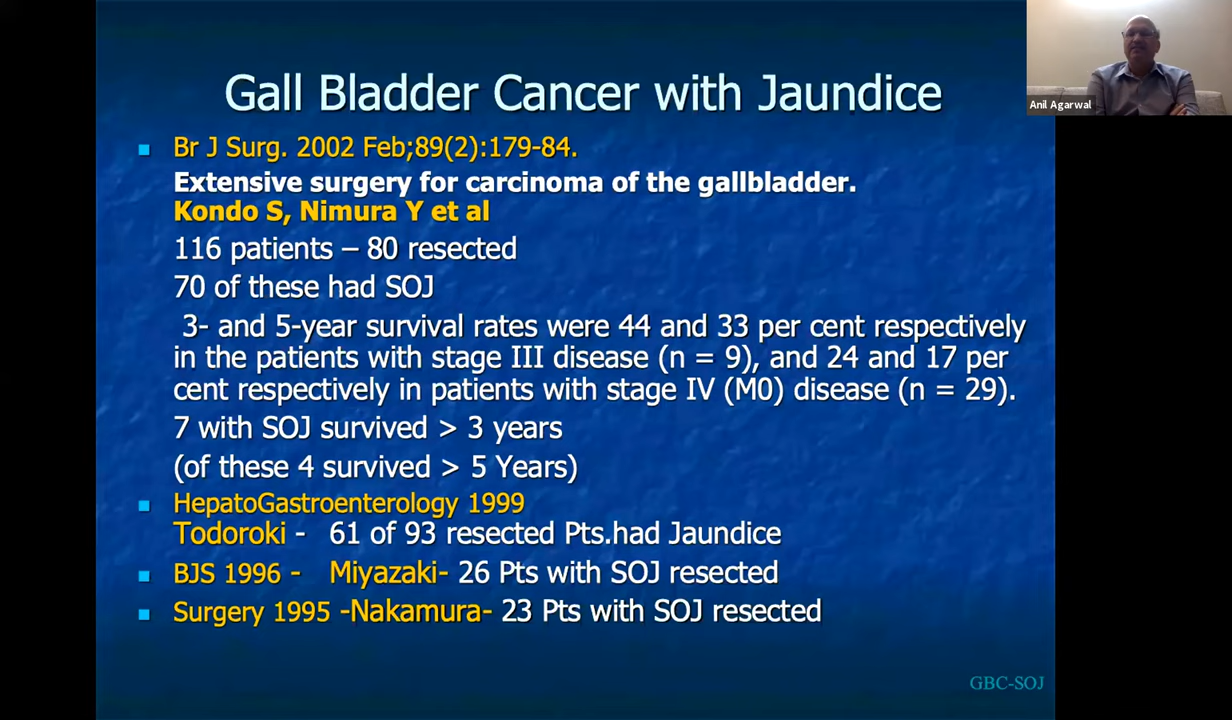 Gall Bladder Cancer with Jaundice
Anil Agarwal
Br J Surg. 2002 Feb;89(2):179-84.
Extensive surgery for carcinoma of the gallbladder.
Kondo S, Nimura Y et al
116 patients – 80 resected
70 of these had SOJ
3- and 5-year survival rates were 44 and 33 per cent respectively
in the patients with stage III disease (n = 9), and 24 and 17 per
cent respectively in patients with stage IV (M0) disease (n = 29).
7 with SOJ survived > 3 years
(of these 4 survived > 5 Years)
HepatoGastroenterology 1999
Todoroki - 61 of 93 resected Pts.had Jaundice
BJS 1996 - Miyazaki- 26 Pts with SOJ resected
Surgery 1995 -Nakamura- 23 Pts with SOJ resected
GBC-SOJ